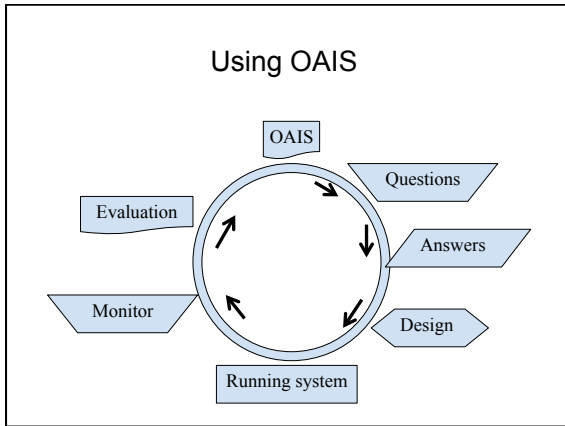 Using OAIS
OAIS
Questions
Answers
Design
Running system
Monitor
Evaluation